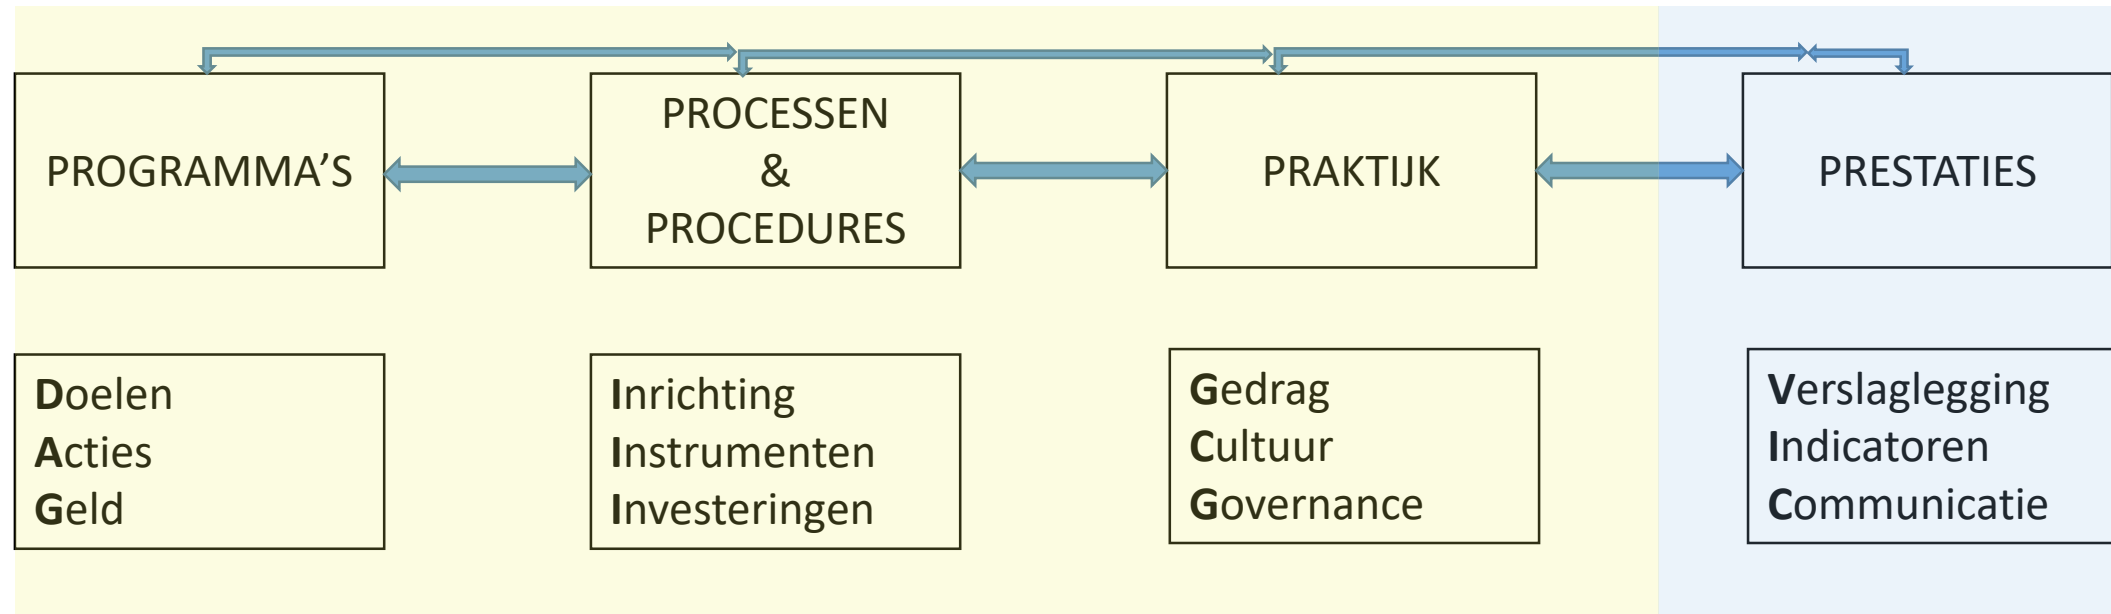 PROGRAMMA’S
PROCESSEN
&
PROCEDURES
PRAKTIJK
PRESTATIES
Doelen
Acties
Geld
Inrichting
Instrumenten
Investeringen
Gedrag
Cultuur
Governance
Verslaglegging
Indicatoren
Communicatie